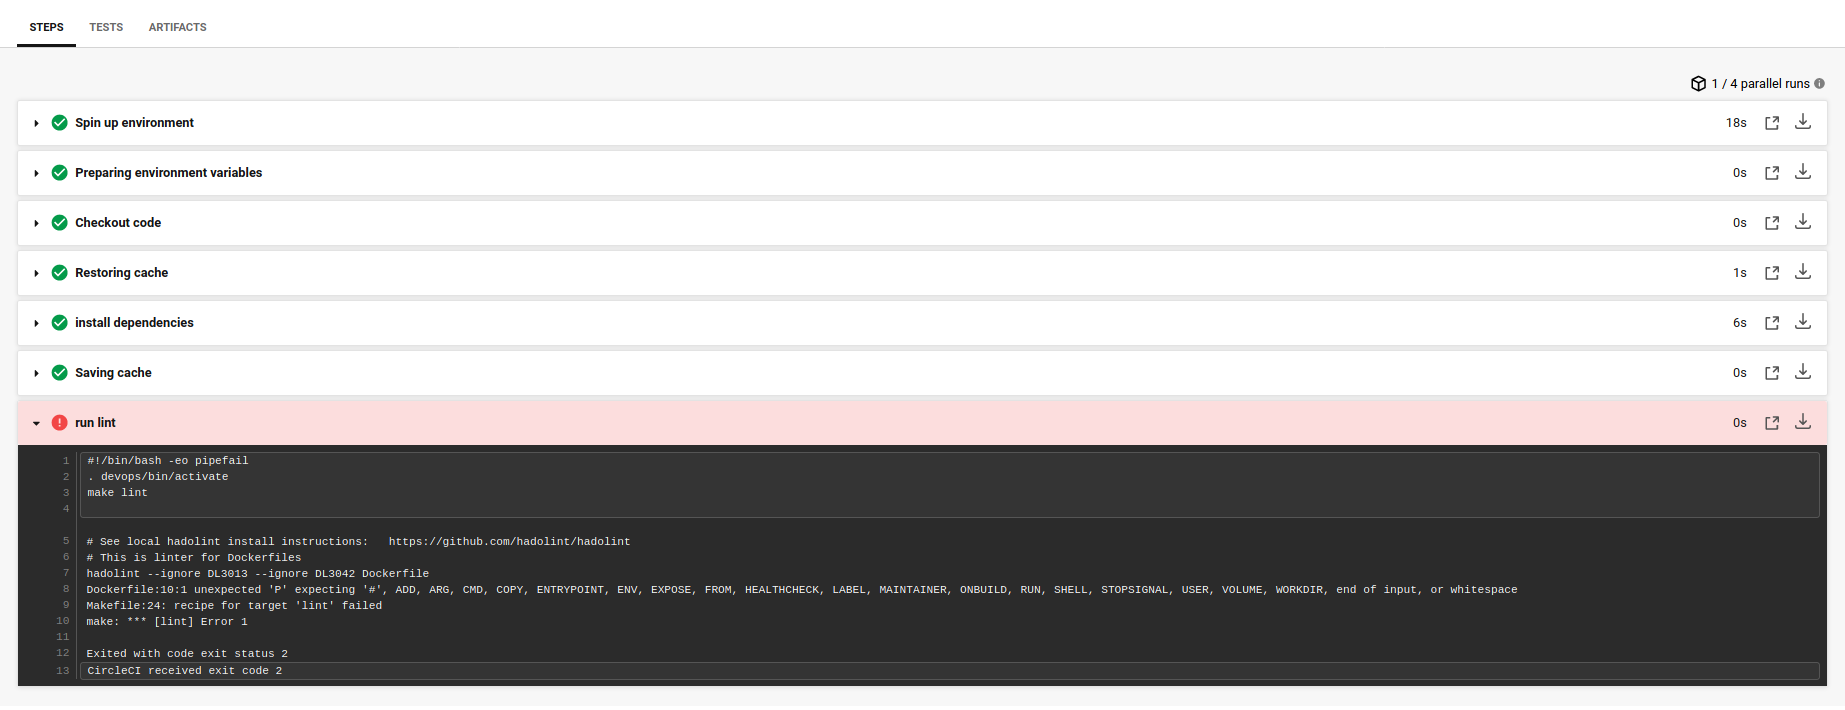 STEPS TESTS ARTIFACTS
1 / 4 parallel runs
Spin up environment 18s
Preparing environment variables 0s
Checkout code 0s
Restoring cache 1s
install dependencies 6s
Saving cache 0s
run lint 0s
1 #!/bin/bash -eo pipefail
2 . devops/bin/activate
3 make lint
4
5 # See local hadolint install instructions:   https://github.com/hadolint/hadolint
6 # This is linter for Dockerfiles
7 hadolint --ignore DL3013 --ignore DL3042 Dockerfile
8 Dockerfile:10:1 unexpected 'P' expecting '#', ADD, ARG, CMD, COPY, ENTRYPOINT, ENV, EXPOSE, FROM, HEALTHCHECK, LABEL, MAINTAINER, ONBUILD, RUN, SHELL, STOPSIGNAL, USER, VOLUME, WORKDIR, end of input, or whitespace
9 Makefile:24: recipe for target 'lint' failed
10 make: *** [lint] Error 1
11
12 Exited with code exit status 2
13 CircleCI received exit code 2